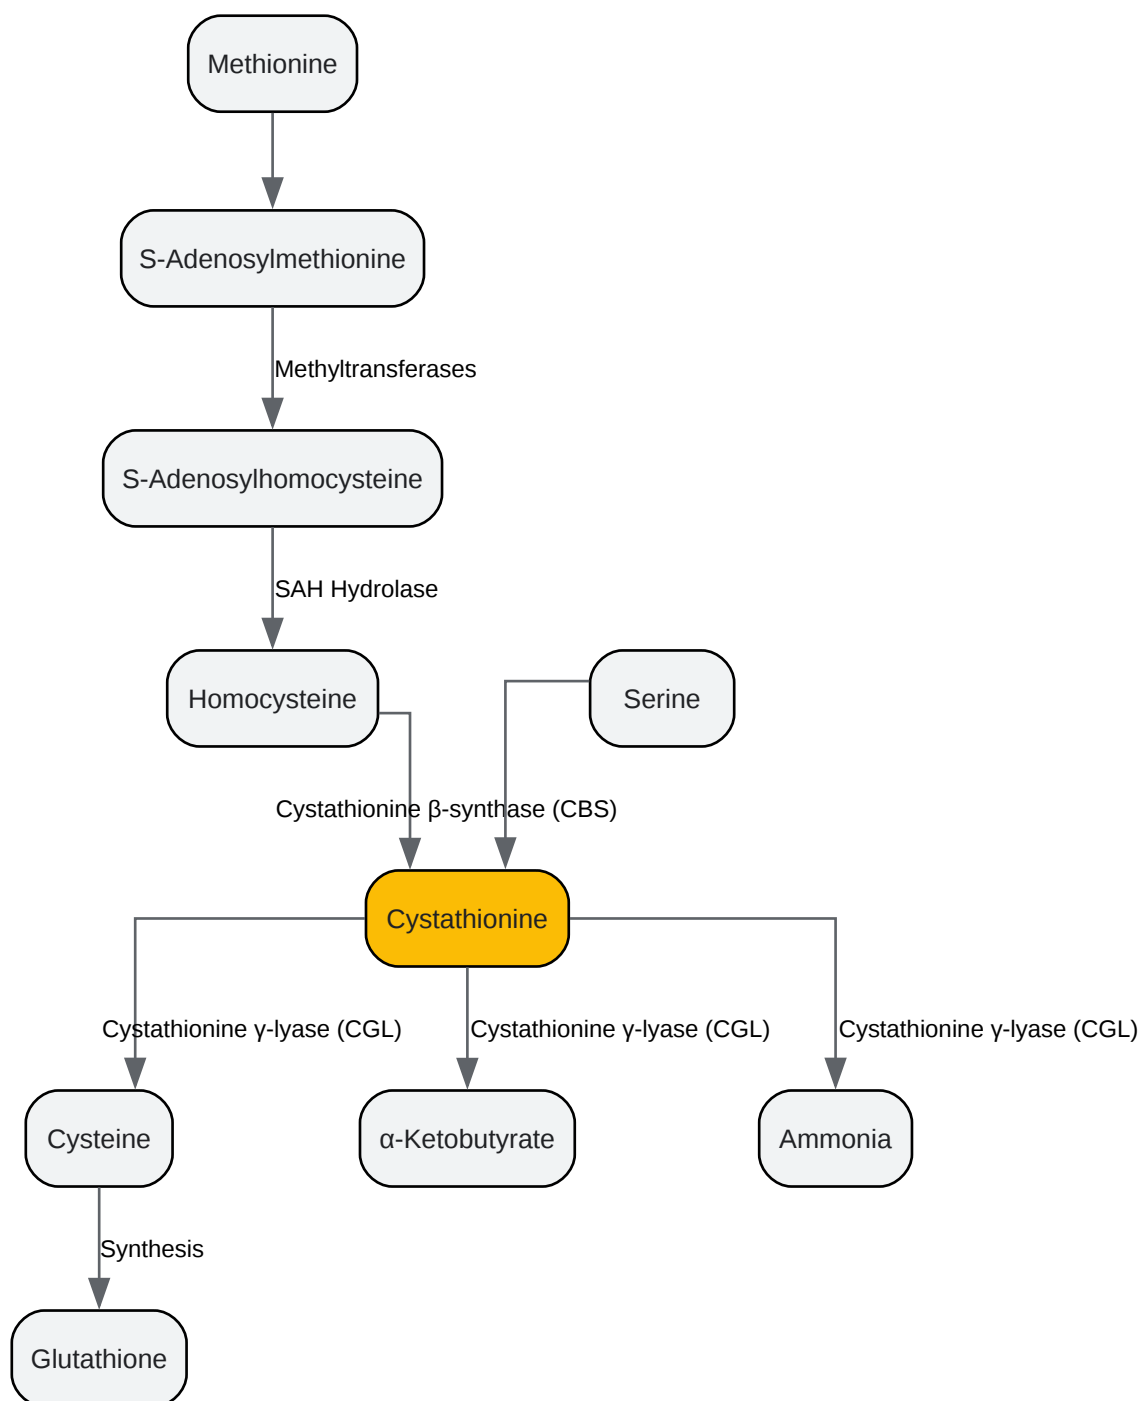 Methionine
S-Adenosylmethionine
Methyltransferases
S-Adenosylhomocysteine
SAH Hydrolase
Homocysteine
Serine
Cystathionine β-synthase (CBS)
Cystathionine
Cystathionine γ-lyase (CGL)
Cystathionine γ-lyase (CGL)
Cystathionine γ-lyase (CGL)
Cysteine
α-Ketobutyrate
Ammonia
Synthesis
Glutathione